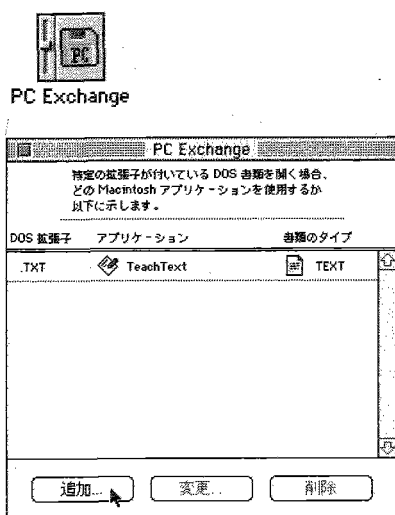 PC
PC Exchange
PC Exchange
特定の拡張子が付いている DOS 書類を開く場合、
どの Macintosh アプリケーションを使用するか
以下に示します。
DOS 拡張子 アプリケーション 書類のタイプ
.TXT TeachText TEXT
追加... 変更... 削除